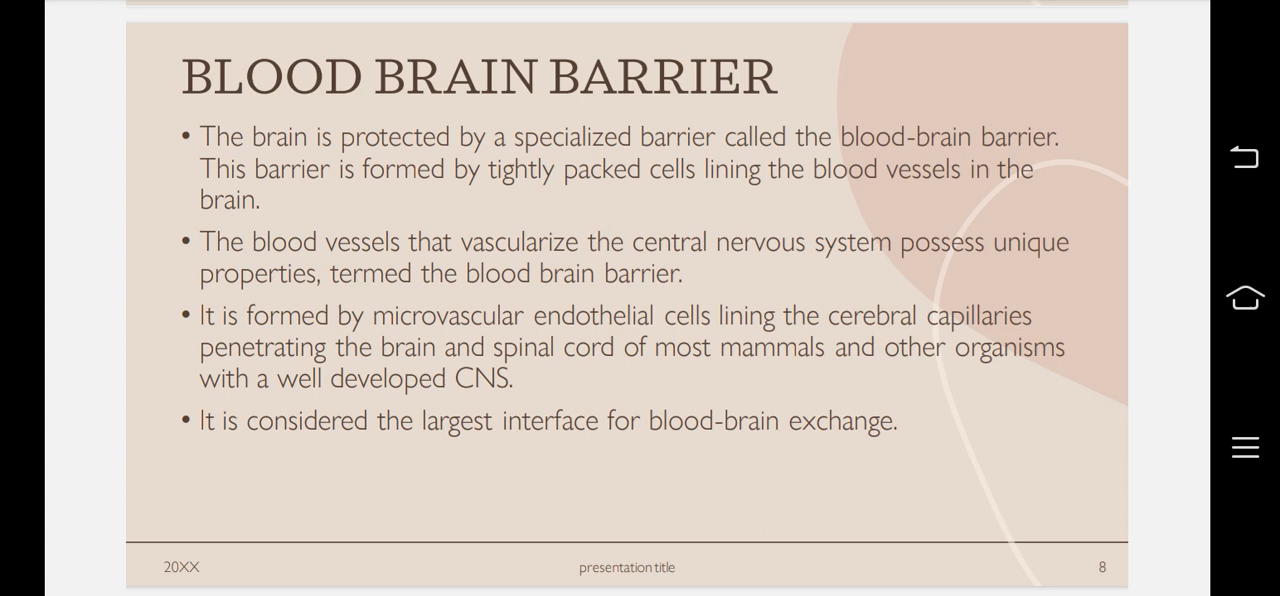 BLOOD BRAIN BARRIER
• The brain is protected by a specialized barrier called the blood-brain barrier.
This barrier is formed by tightly packed cells lining the blood vessels in the
brain.
• The blood vessels that vascularize the central nervous system possess unique
properties, termed the blood brain barrier.
• It is formed by microvascular endothelial cells lining the cerebral capillaries
penetrating the brain and spinal cord of most mammals and other organisms
with a well developed CNS.
• It is considered the largest interface for blood-brain exchange.
20XX
presentation title
8